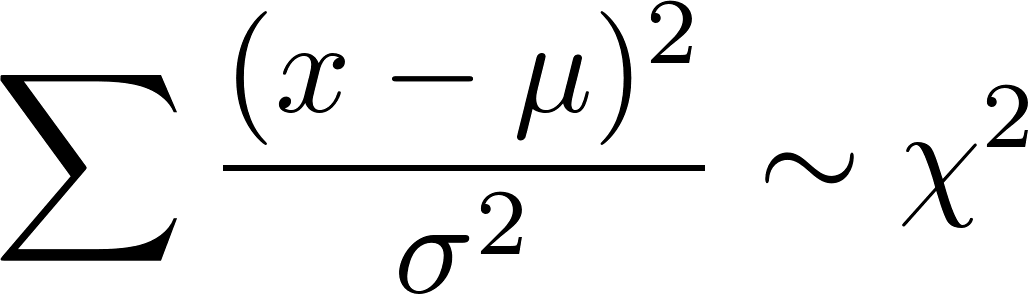 ∑ (x − μ)² / σ² ∼ χ²